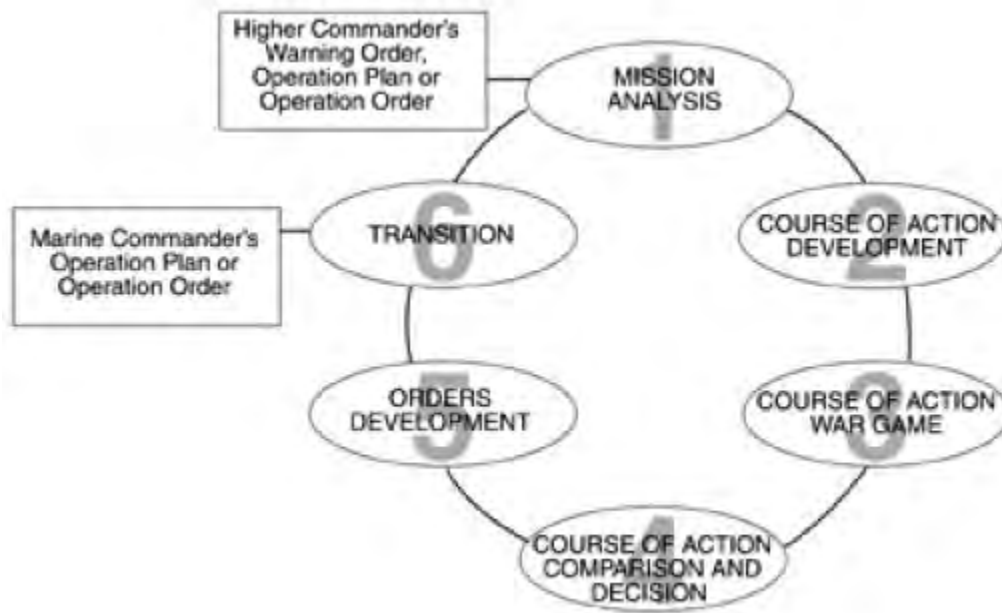 Higher Commander's
Warning Order,
Operation Plan or
Operation Order
1
MISSION
ANALYSIS
2
COURSE OF ACTION
DEVELOPMENT
3
COURSE OF ACTION
WAR GAME
4
COURSE OF ACTION
COMPARISON AND
DECISION
5
ORDERS
DEVELOPMENT
6
TRANSITION
Marine Commander's
Operation Plan or
Operation Order